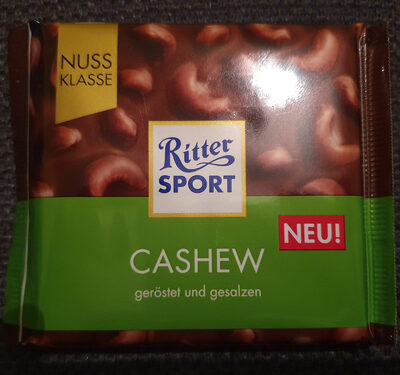 NUSS
KLASSE
Ritter
SPORT
NEU!
CASHEW
geröstet und gesalzen